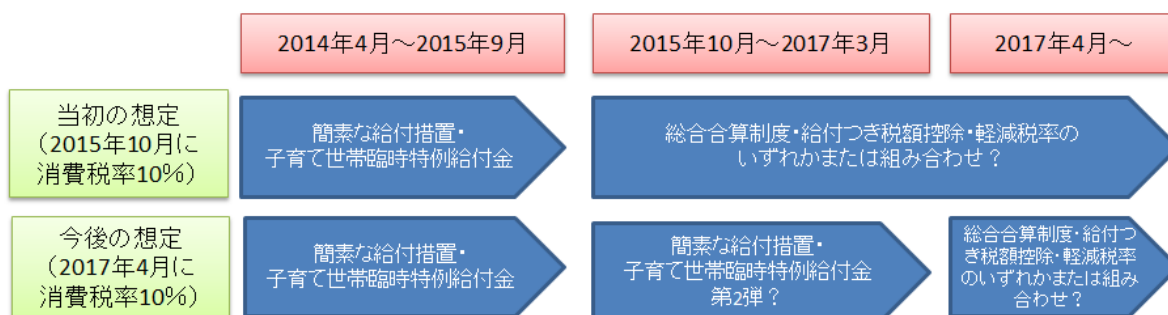 2014年4月～2015年9月
2015年10月～2017年3月
2017年4月～
当初の想定
（2015年10月に
消費税率10%）
簡素な給付措置・
子育て世帯臨時特例給付金
総合合算制度・給付つき税額控除・軽減税率の
いずれかまたは組み合わせ？
今後の想定
（2017年4月に
消費税率10%）
簡素な給付措置・
子育て世帯臨時特例給付金
簡素な給付措置・
子育て世帯臨時特例給付金
第2弾？
総合合算制度・給付つ
き税額控除・軽減税率
のいずれかまたは組み
合わせ？